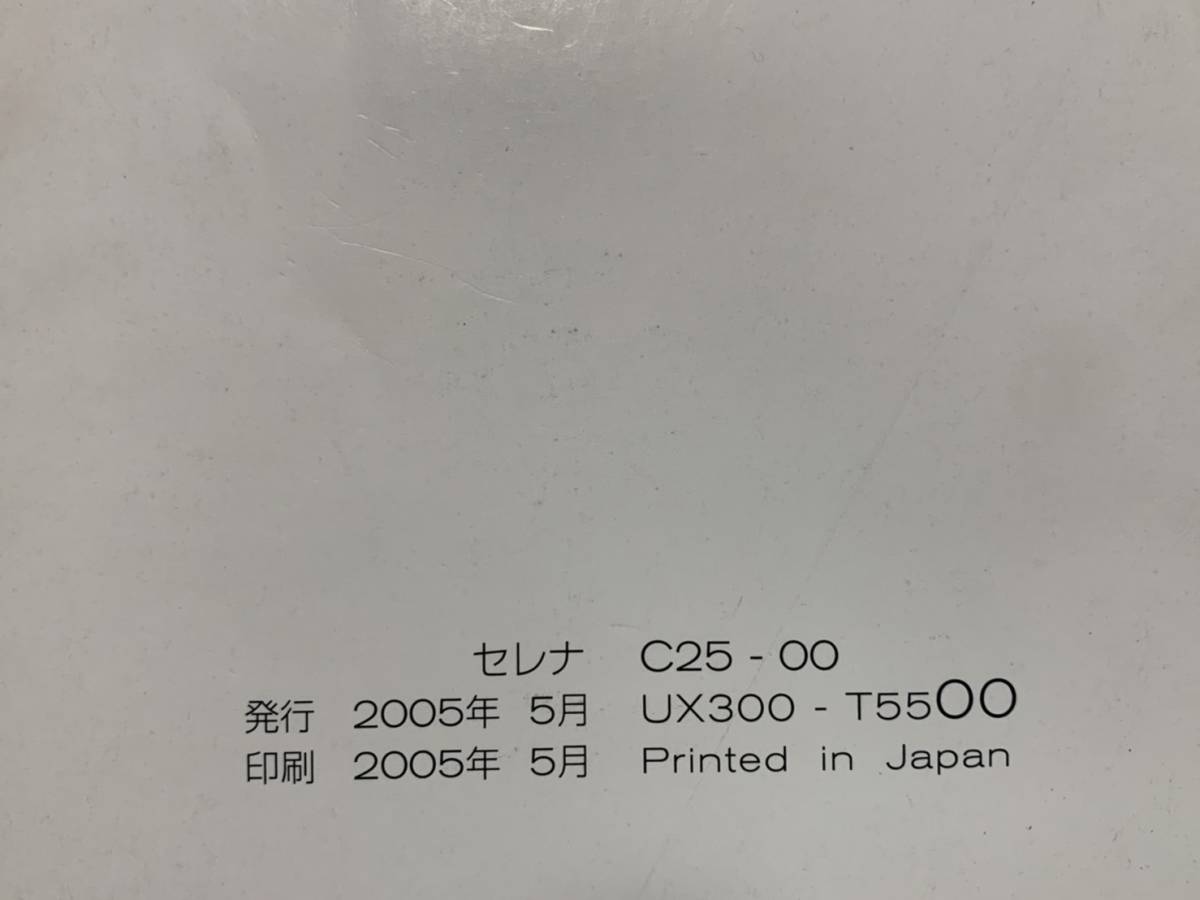 セレナ C25 - 00
発行 2005年 5月 UX300 - T5500
印刷 2005年 5月 Printed in Japan